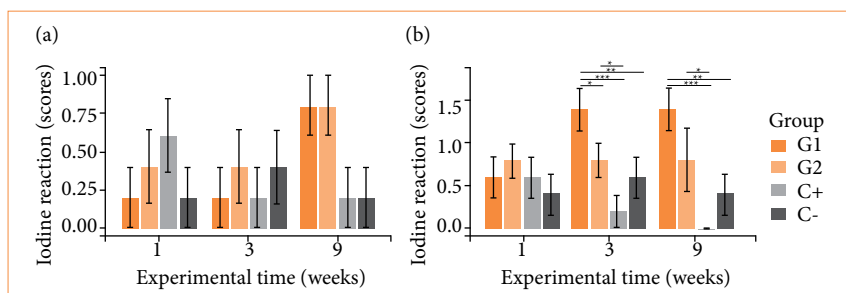 (a)
Iodine reaction (scores)
1.00
0.75
0.50
0.25
0.00
1
3
9
Experimental time (weeks)
(b)
Iodine reaction (scores)
1.5
1.0
0.5
0.0
*
**
***
*
*
**
***
1
3
9
Experimental time (weeks)
Group
G1
G2
C+
C-